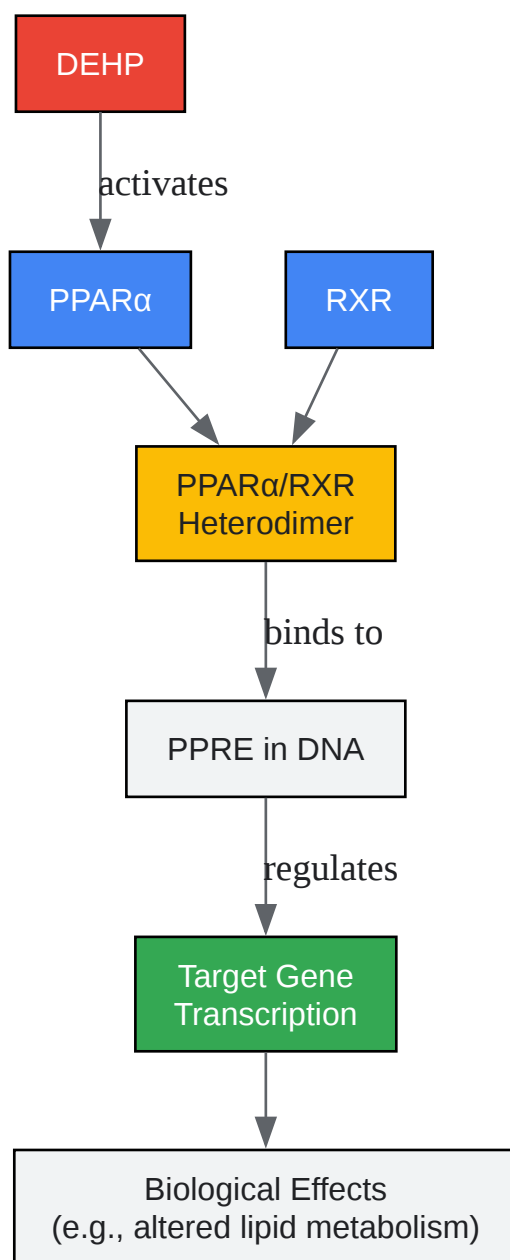 DEHP
activates
PPARα
RXR
PPARα/RXR
Heterodimer
binds to
PPRE in DNA
regulates
Target Gene
Transcription
Biological Effects
(e.g., altered lipid metabolism)